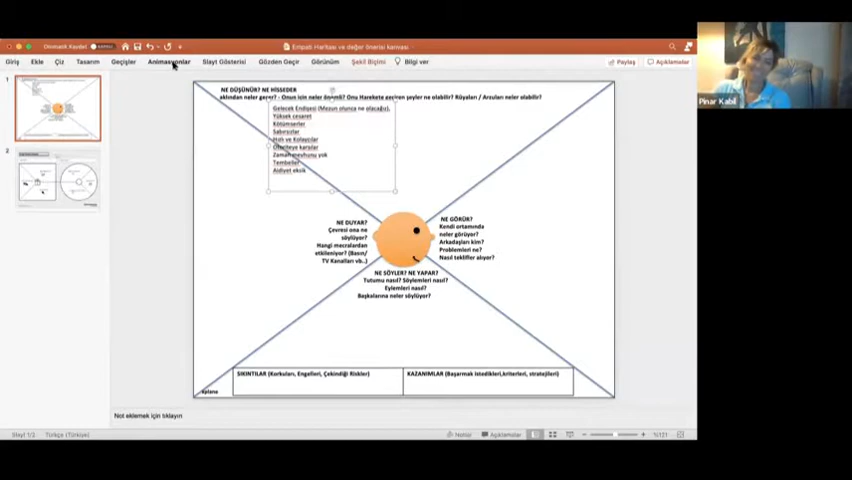 Otomatik Kaydet
Empati Haritası ve değer önerisi kanvası
Giriş Ekle Çiz Tasarım Geçişler Animasyonlar Slayt Gösterisi Gözden Geçir Görünüm Şekil Biçimi Bilgi ver Paylaş Açıklamalar
Pinar Kabil
1
2
NE DÜŞÜNÜR? NE HİSSEDER
aklından neler geçer? - Onun için neler önemli? Onu Harekete geçiren şeyler ne olabilir? Rüyaları / Arzuları neler olabilir?
Gelecek Endişesi (Mezun olunca ne olacağız).
Yüksek cesaret
Kötümserler
Sabırsızlar
Hızlı ve Kolaycılar
Otoriteye karşılar
Zaman mevhumu yok
Tembeller
Aidiyet eksik
NE DUYAR?
Çevresi ona ne
söylüyor?
Hangi mecralardan
etkileniyor? (Basın/
TV Kanalları vb..)
NE GÖRÜR?
Kendi ortamında
neler görüyor?
Arkadaşları kim?
Problemleri ne?
Nasıl teklifler alıyor?
NE SÖYLER? NE YAPAR?
Tutumu nasıl? Söylemleri nasıl?
Eylemleri nasıl?
Başkalarına neler söylüyor?
SIKINTILAR (Korkuları, Engelleri, Çekindiği Riskler)
KAZANIMLAR (Başarmak istedikleri,kriterleri, stratejileri)
xplane
Not eklemek için tıklayın
Slayt 1/2 Türkçe (Türkiye) Notlar Açıklamalar %121